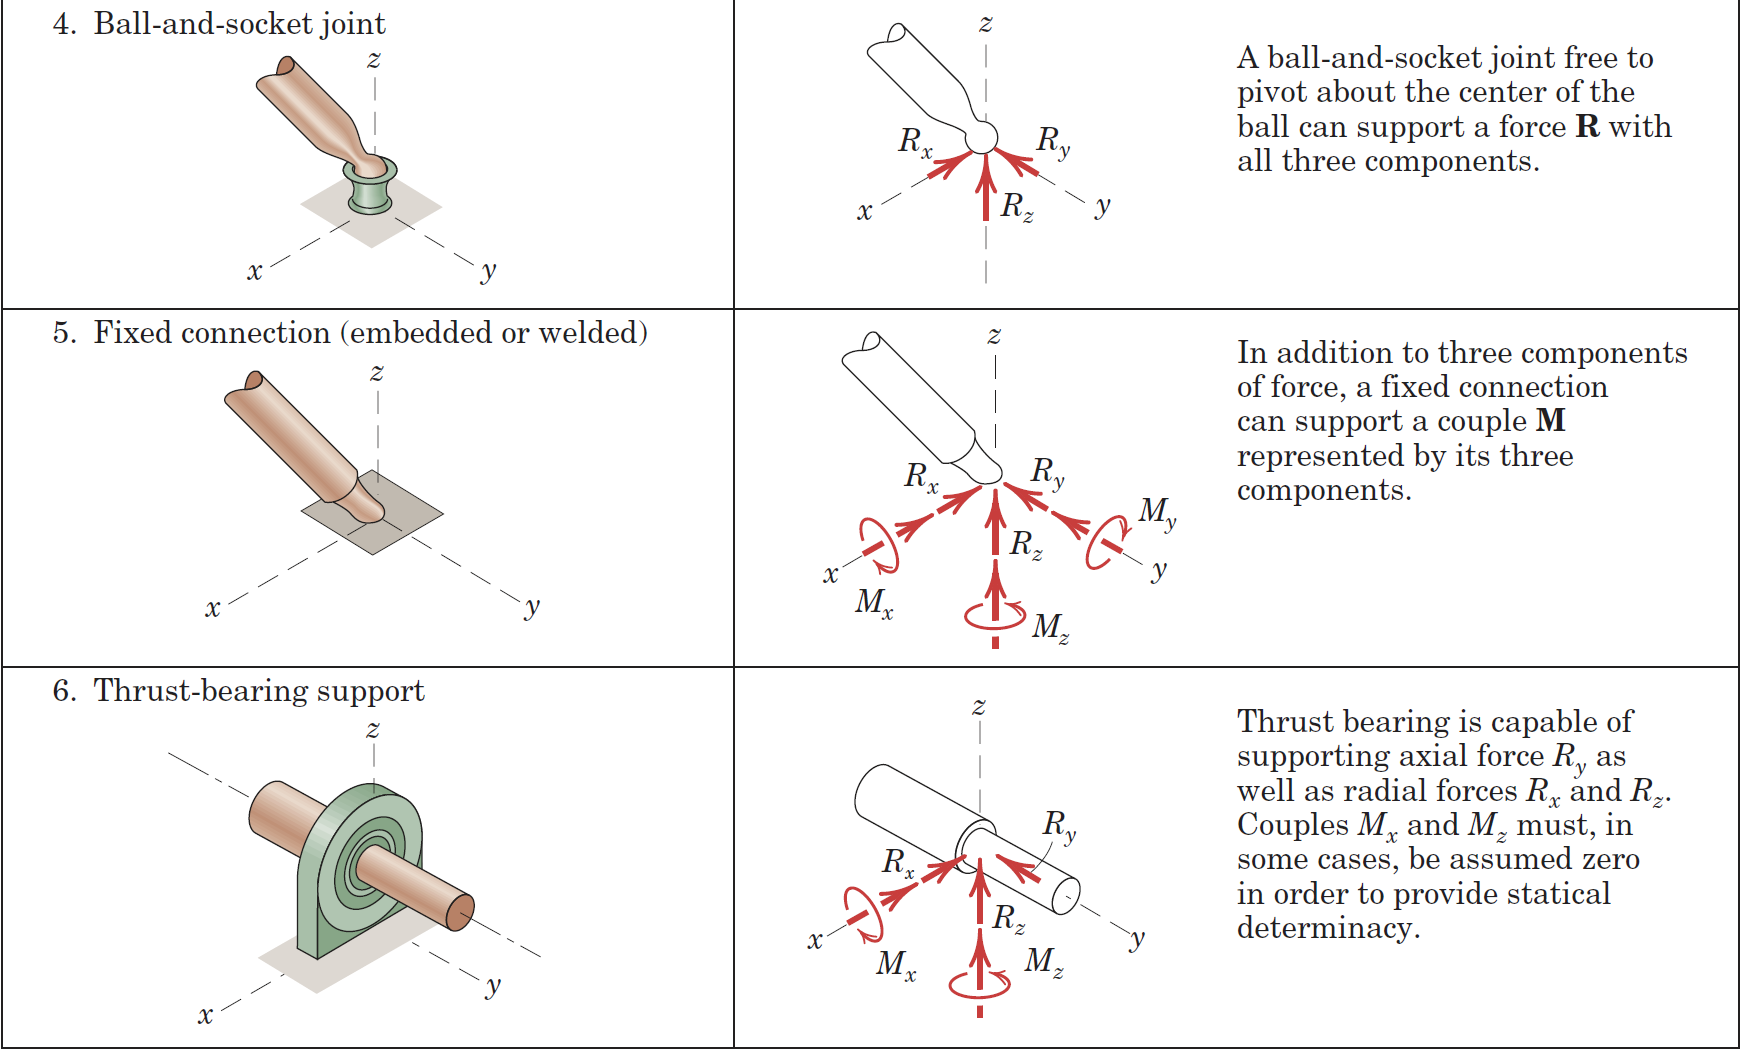 4. Ball-and-socket joint
z
x
y
z
R_x
R_y
R_z
x
y
A ball-and-socket joint free to
pivot about the center of the
ball can support a force R with
all three components.
5. Fixed connection (embedded or welded)
z
x
y
z
R_x
R_y
M_y
R_z
x
y
M_x
M_z
In addition to three components
of force, a fixed connection
can support a couple M
represented by its three
components.
6. Thrust-bearing support
z
x
y
z
R_y
R_x
R_z
x
y
M_x
M_z
Thrust bearing is capable of
supporting axial force R_y as
well as radial forces R_x and R_z.
Couples M_x and M_z must, in
some cases, be assumed zero
in order to provide statical
determinacy.